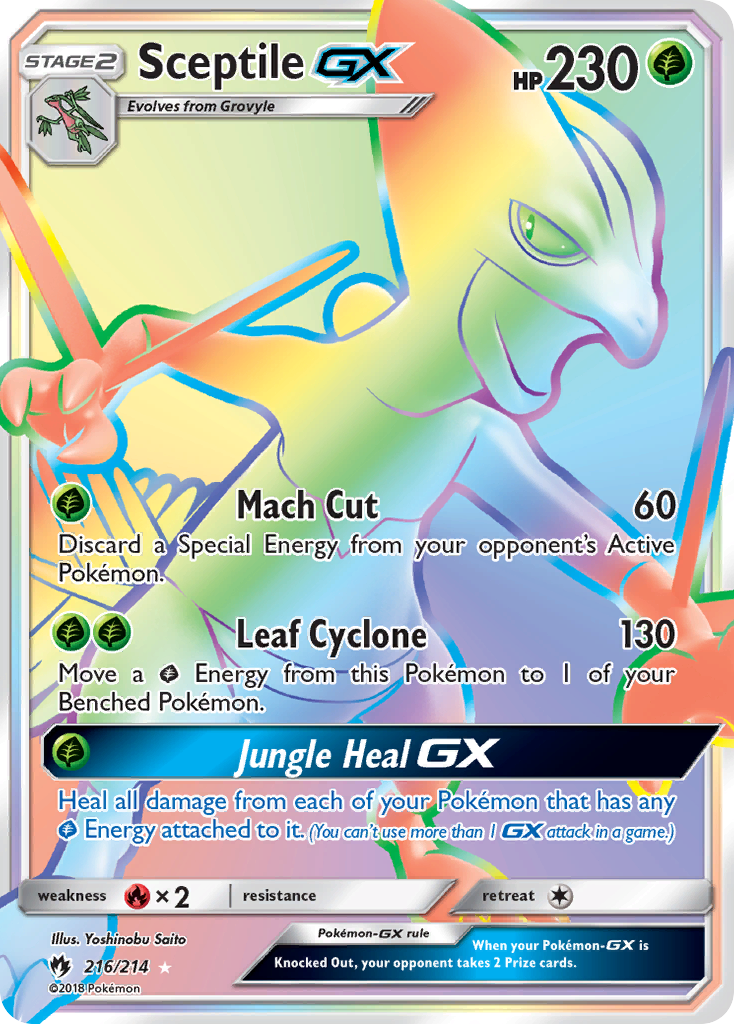 STAGE2 Sceptile GX HP230
Evolves from Grovyle
Mach Cut 60
Discard a Special Energy from your opponent's Active
Pokémon.
Leaf Cyclone 130
Move a Energy from this Pokémon to 1 of your
Benched Pokémon.
Jungle Heal GX
Heal all damage from each of your Pokémon that has any
Energy attached to it. (You can't use more than 1 GX attack in a game.)
weakness ×2 resistance retreat
Illus. Yoshinobu Saito
216/214
©2018 Pokémon
Pokémon-GX rule
When your Pokémon-GX is
Knocked Out, your opponent takes 2 Prize cards.